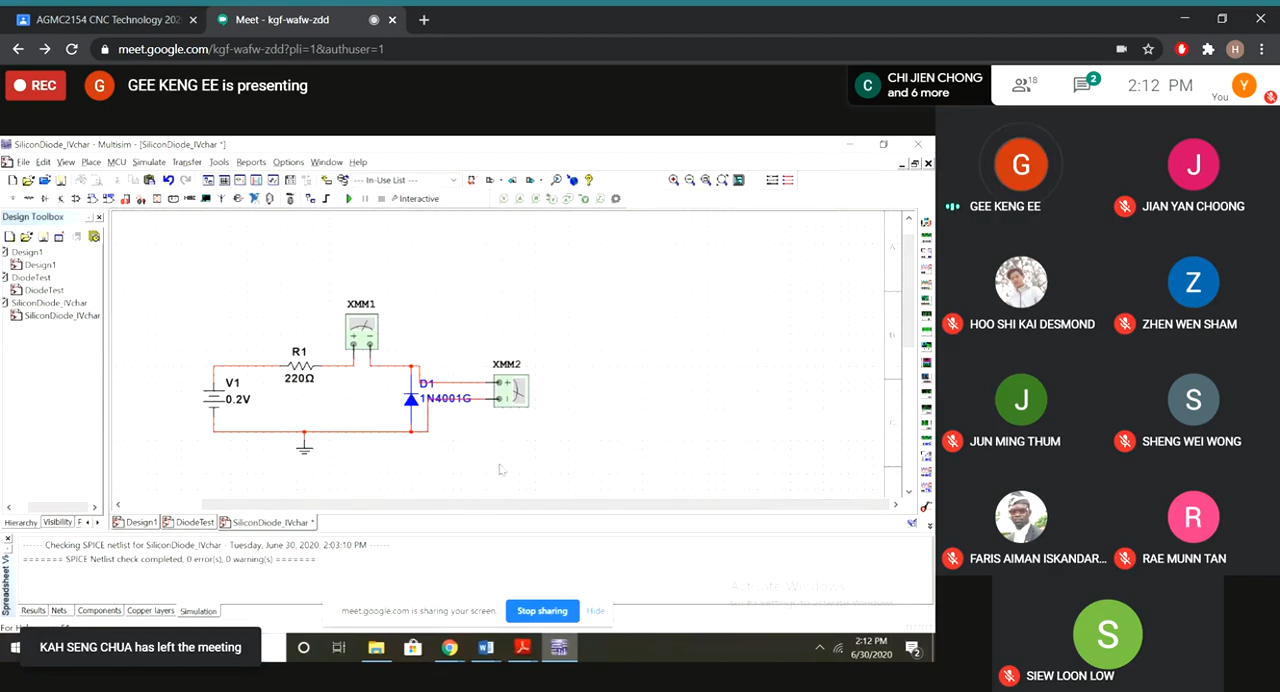 AGMC2154 CNC Technology 202
Meet - kgf-wafw-zdd
meet.google.com/kgf-wafw-zdd?pli=1&authuser=1
H
REC
G
GEE KENG EE is presenting
C
CHI JIEN CHONG
and 6 more
18
2
2:12 PM
You
Y
SiliconDiode_IVchar - Multisim - [SiliconDiode_IVchar *]
File Edit View Place MCU Simulate Transfer Tools Reports Options Window Help
--- In-Use List ---
Interactive
Design Toolbox
Design1
Design1
DiodeTest
DiodeTest
SiliconDiode_IVchar
SiliconDiode_IVchar
XMM1
R1
220Ω
V1
0.2V
D1
1N4001G
XMM2
A
B
C
Hierarchy Visibility P
Design1 DiodeTest SiliconDiode_IVchar *
Spreadsheet Vi
----- Checking SPICE netlist for SiliconDiode_IVchar - Tuesday, June 30, 2020, 2:03:10 PM -----
======= SPICE Netlist check completed, 0 error(s), 0 warning(s) =======
Results Nets Components Copper layers Simulation
Activate Windows
meet.google.com is sharing your screen.
Stop sharing
Hide
KAH SENG CHUA has left the meeting
2:12 PM
6/30/2020
2
G
GEE KENG EE
J
JIAN YAN CHOONG
HOO SHI KAI DESMOND
Z
ZHEN WEN SHAM
J
JUN MING THUM
S
SHENG WEI WONG
FARIS AIMAN ISKANDAR...
R
RAE MUNN TAN
S
SIEW LOON LOW